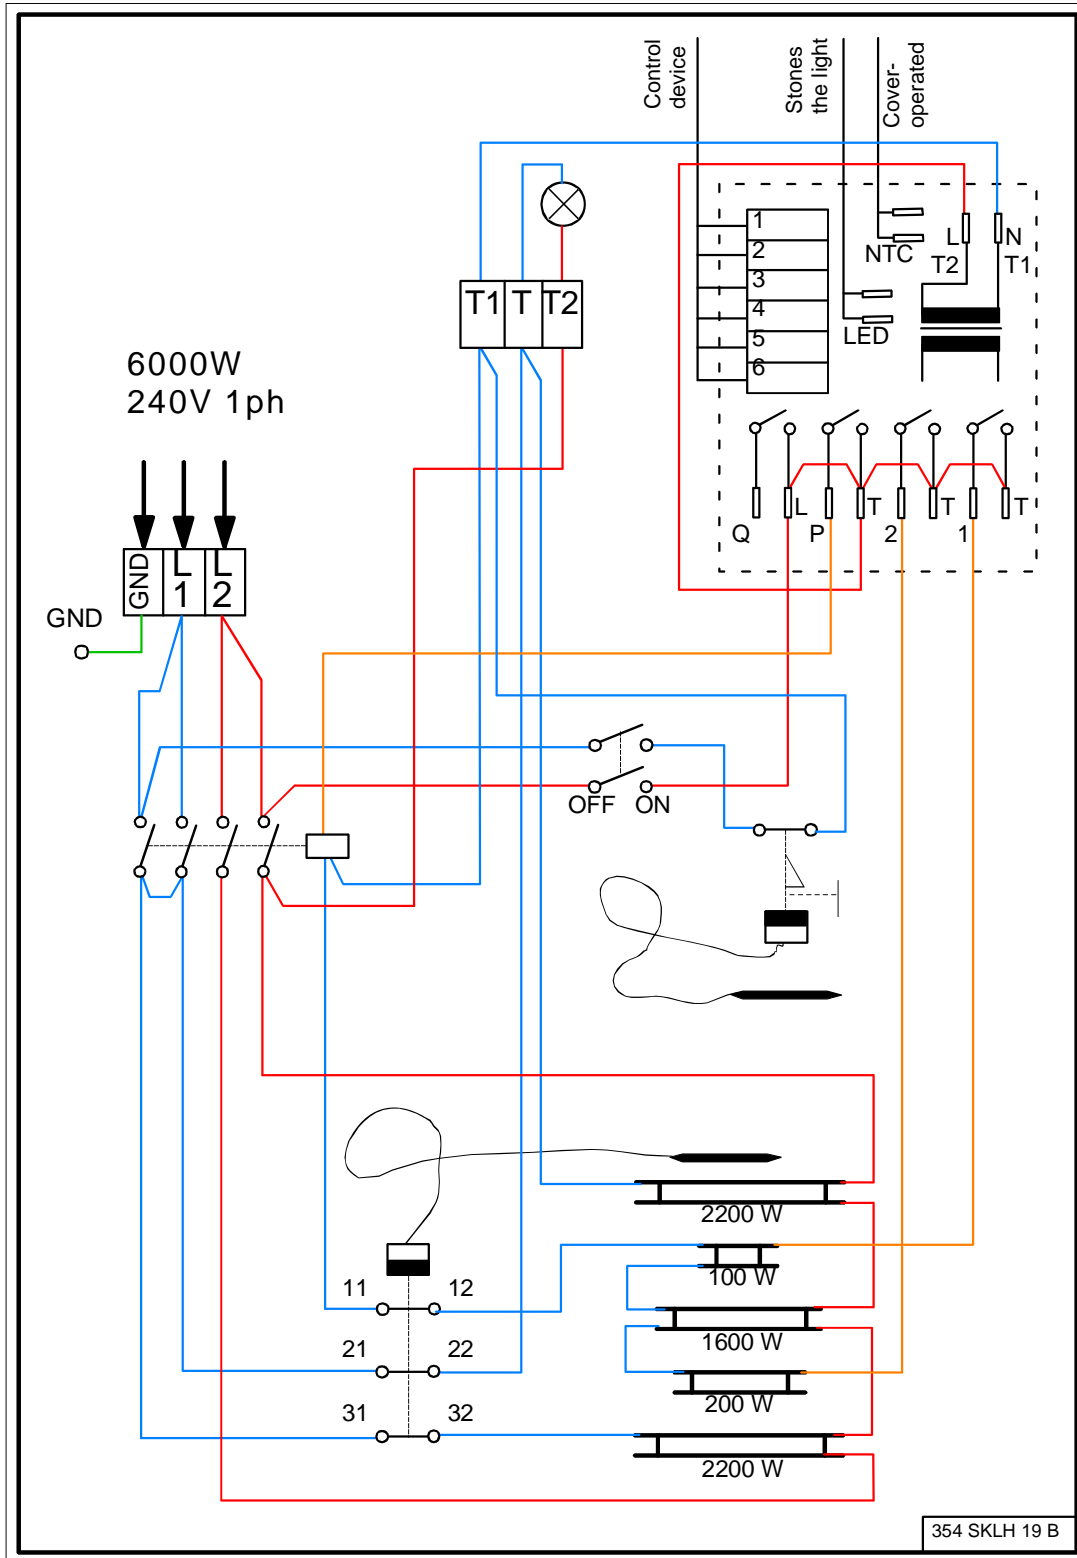 Control
device
Stones
the light
Cover-
operated
1
2
3
4
5
6
NTC
L
N
T2
T1
LED
T1
T
T2
6000W
240V 1ph
Q
L
P
T
2
T
1
T
GND
L
1
L
2
GND
OFF
ON
2200 W
100 W
11
12
1600 W
21
22
200 W
31
32
2200 W
354 SKLH 19 B